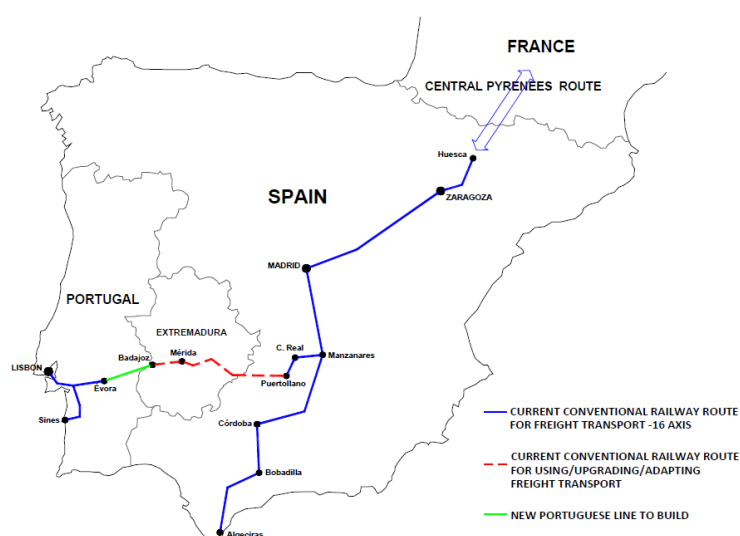 FRANCE
CENTRAL PYRENEES ROUTE
Huesca
ZARAGOZA
SPAIN
MADRID
PORTUGAL
EXTREMADURA
C. Real
Manzanares
Mérida
Badajoz
LISBON
Puertollano
Évora
Sines
Córdoba
CURRENT CONVENTIONAL RAILWAY ROUTE
FOR FREIGHT TRANSPORT -16 AXIS
CURRENT CONVENTIONAL RAILWAY ROUTE
FOR USING/UPGRADING/ADAPTING
FREIGHT TRANSPORT
Bobadilla
NEW PORTUGUESE LINE TO BUILD
Algeciras